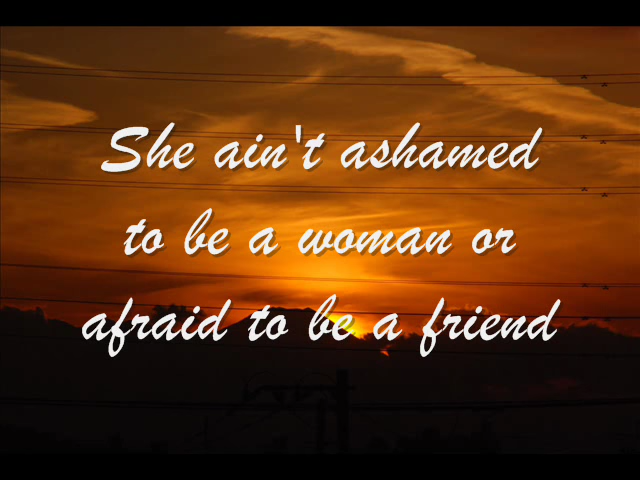 She ain't ashamed
to be a woman or
afraid to be a friend